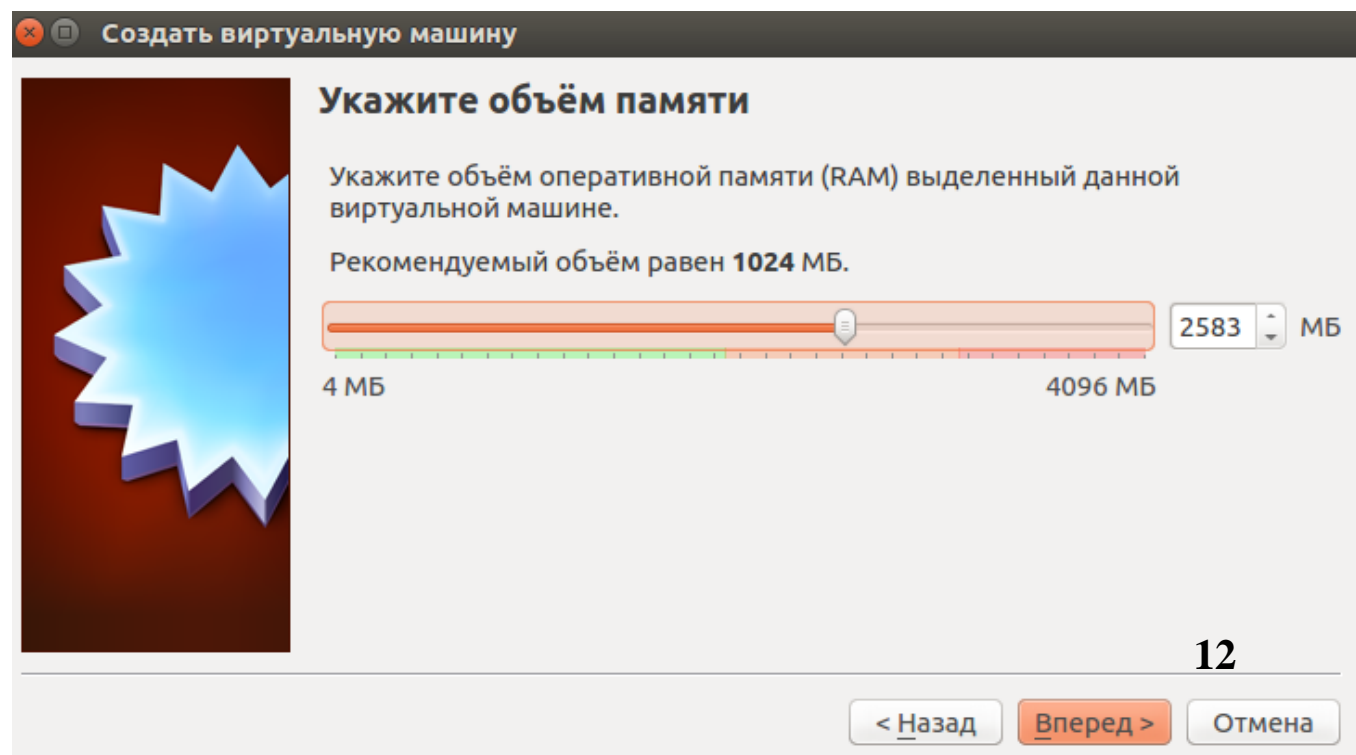 Создать виртуальную машину
Укажите объём памяти
Укажите объём оперативной памяти (RAM) выделенный данной
виртуальной машине.
Рекомендуемый объём равен 1024 МБ.
2583 МБ
4 МБ 4096 МБ
12
< Назад Вперед > Отмена